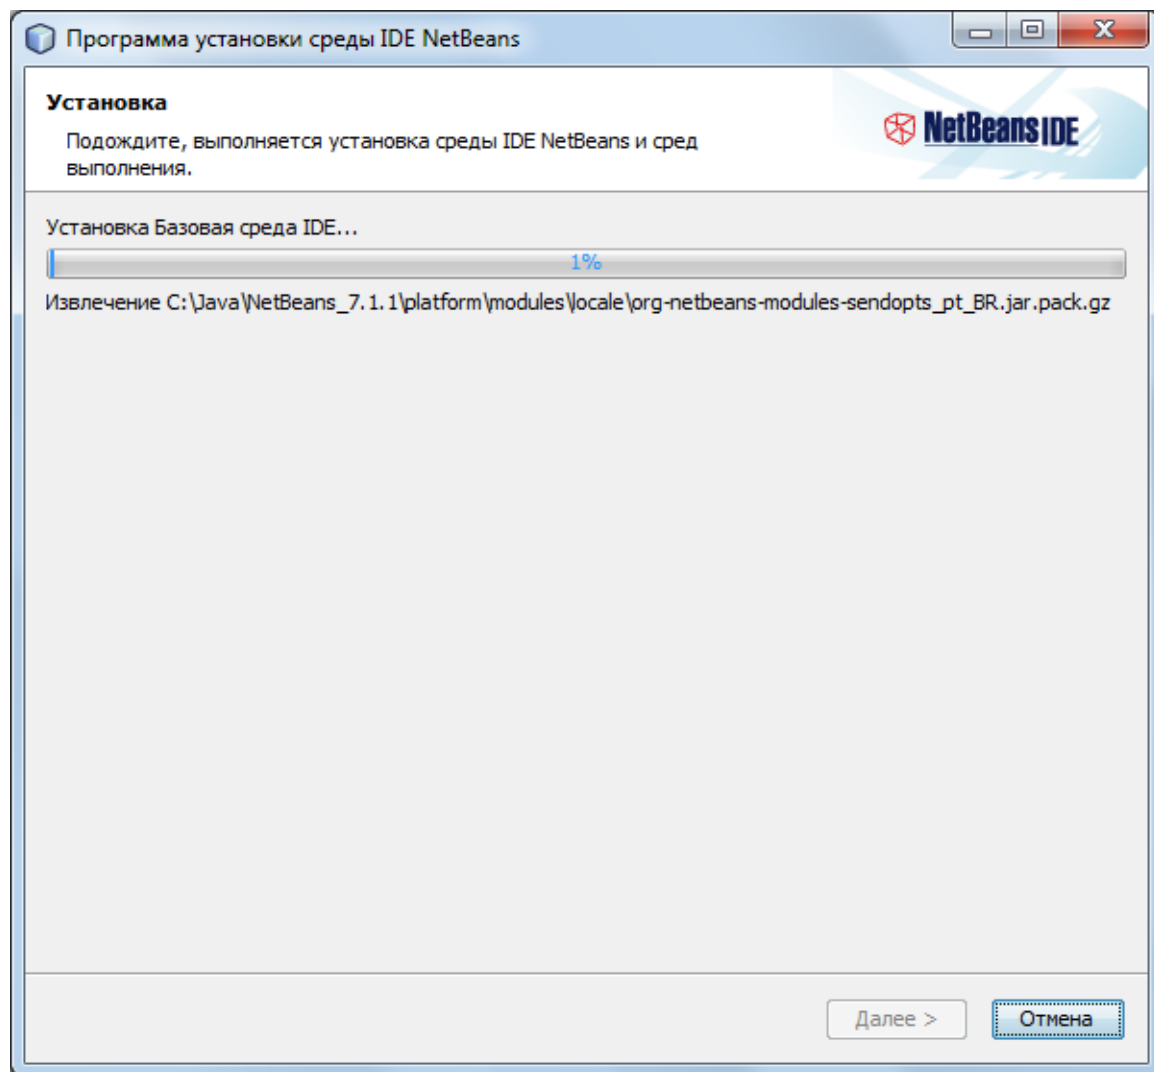 Программа установки среды IDE NetBeans
Установка
Подождите, выполняется установка среды IDE NetBeans и сред
выполнения.
NetBeans IDE
Установка Базовая среда IDE...
1%
Извлечение C:\Java\NetBeans_7.1.1\platform\modules\locale\org-netbeans-modules-sendopts_pt_BR.jar.pack.gz
Далее >
Отмена